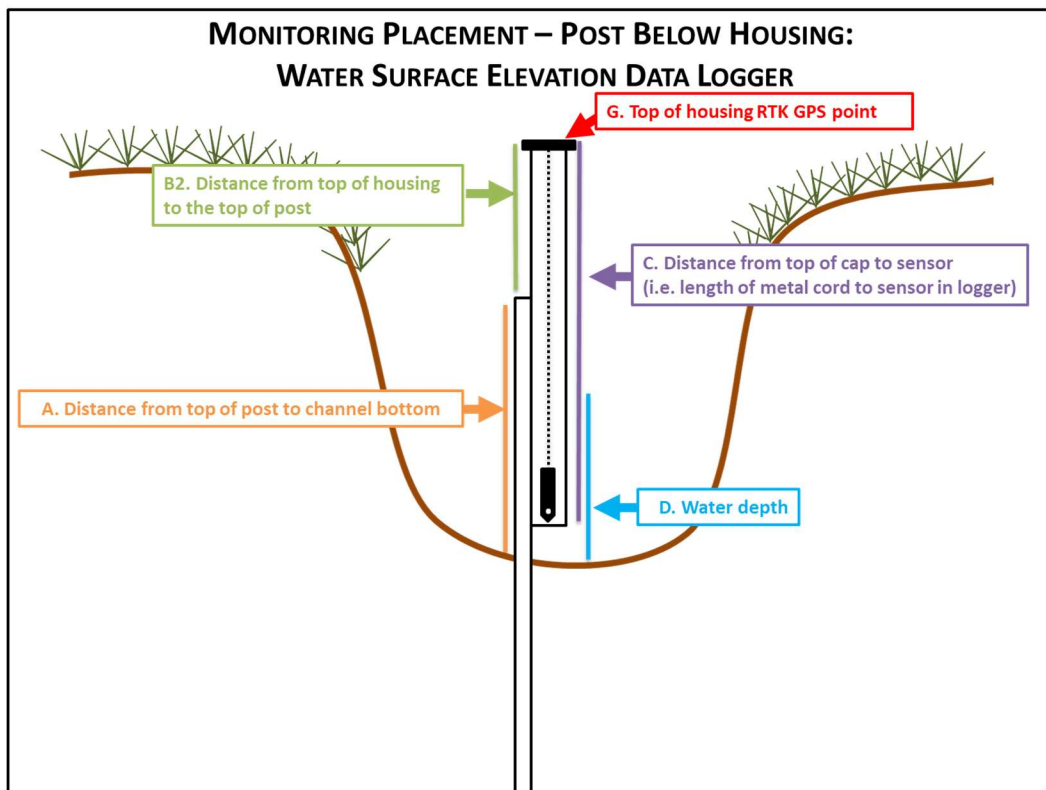 MONITORING PLACEMENT – POST BELOW HOUSING:
WATER SURFACE ELEVATION DATA LOGGER
G. Top of housing RTK GPS point
B2. Distance from top of housing
to the top of post
C. Distance from top of cap to sensor
(i.e. length of metal cord to sensor in logger)
A. Distance from top of post to channel bottom
D. Water depth